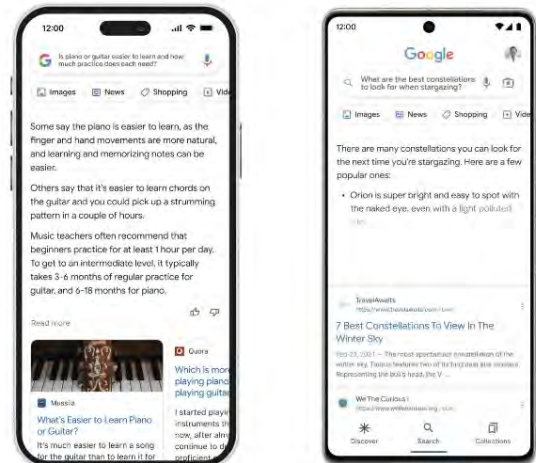 12:00
Is piano or guitar easier to learn and how
much practice does each need?
Images
News
Shopping
Vide
Some say the piano is easier to learn, as the
finger and hand movements are more natural,
and learning and memorizing notes can be
easier.
Others say that it's easier to learn chords on
the guitar and you could pick up a strumming
pattern in a couple of hours.
Music teachers often recommend that
beginners practice for at least 1 hour per day.
To get to an intermediate level, it typically
takes 3-6 months of regular practice for
guitar, and 6-18 months for piano.
Read more
What's Easier to Learn Piano
or Guitar?
It's much easier to learn a song
for the guitar than to learn it for
Quora
Which is more
playing piano
playing guitar
I started playin
instruments th
now, after alm
continue to d
proficient
12:00
Google
What are the best constellations
to look for when stargazing?
Images
News
Shopping
Vide
There are many constellations you can look for
the next time you're stargazing. Here are a few
popular ones:
• Orion is super bright and easy to spot with
the naked eye, even with a light polluted
TravelAwaits
7 Best Constellations To View In The
Winter Sky
We The Curious
Discover
Search
Collections